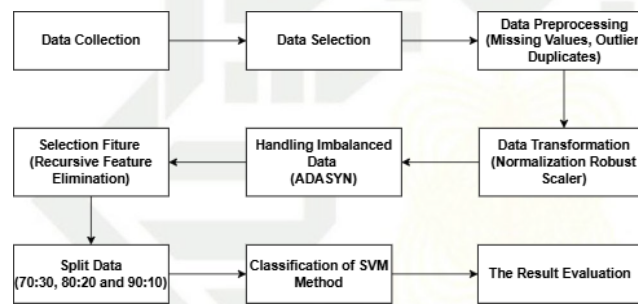 Data Collection
Data Selection
Data Preprocessing
(Missing Values, Outlier,
Duplicates)
Selection Fiture
(Recursive Feature
Elimination)
Handling Imbalanced
Data
(ADASYN)
Data Transformation
(Normalization Robust
Scaler)
Split Data
(70:30, 80:20 and 90:10)
Classification of SVM
Method
The Result Evaluation